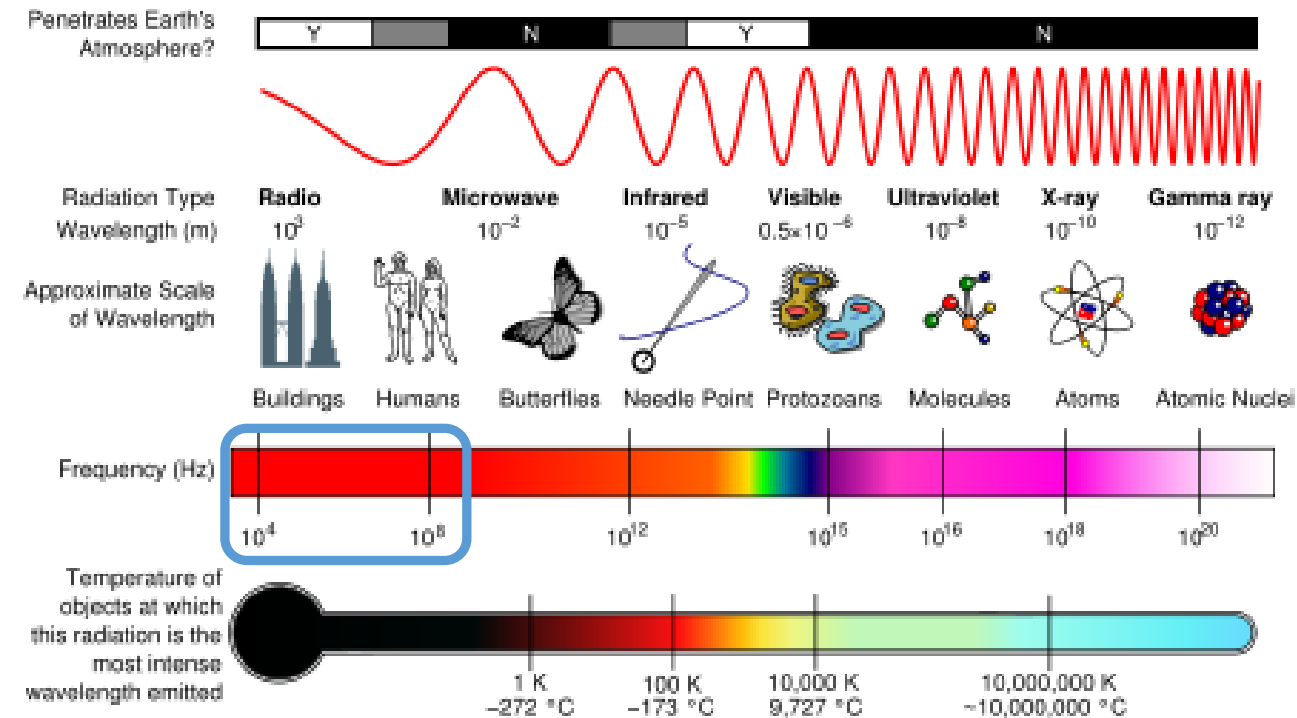 Penetrates Earth's
Atmosphere?
Y N Y N
Radiation Type
Radio Microwave Infrared Visible Ultraviolet X-ray Gamma ray
Wavelength (m)
10³ 10⁻² 10⁻⁵ 0.5×10⁻⁶ 10⁻⁸ 10⁻¹⁰ 10⁻¹²
Approximate Scale
of Wavelength
Buildings Humans Butterflies Needle Point Protozoans Molecules Atoms Atomic Nuclei
Frequency (Hz)
10⁴ 10⁸ 10¹² 10¹⁵ 10¹⁶ 10¹⁸ 10²⁰
Temperature of
objects at which
this radiation is the
most intense
wavelength emitted
1 K 100 K 10,000 K 10,000,000 K
−272 °C −173 °C 9,727 °C ~10,000,000 °C